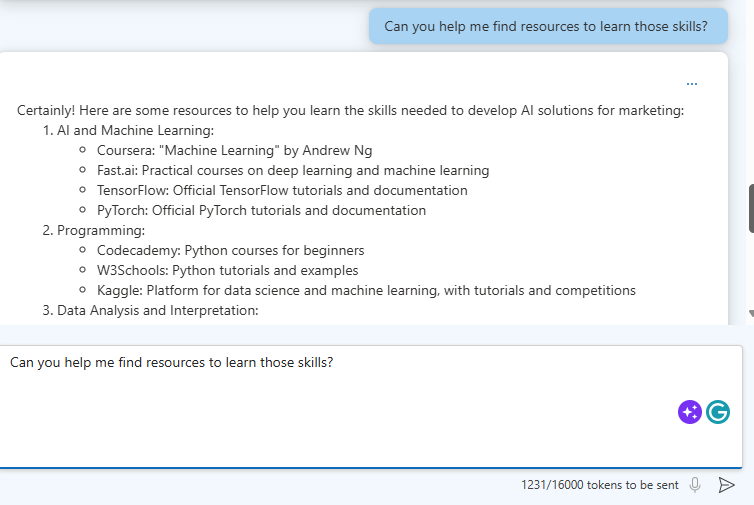 Can you help me find resources to learn those skills?
...
Certainly! Here are some resources to help you learn the skills needed to develop AI solutions for marketing:
1. AI and Machine Learning:
Coursera: "Machine Learning" by Andrew Ng
Fast.ai: Practical courses on deep learning and machine learning
TensorFlow: Official TensorFlow tutorials and documentation
PyTorch: Official PyTorch tutorials and documentation
2. Programming:
Codecademy: Python courses for beginners
W3Schools: Python tutorials and examples
Kaggle: Platform for data science and machine learning, with tutorials and competitions
3. Data Analysis and Interpretation:
Can you help me find resources to learn those skills?
1231/16000 tokens to be sent